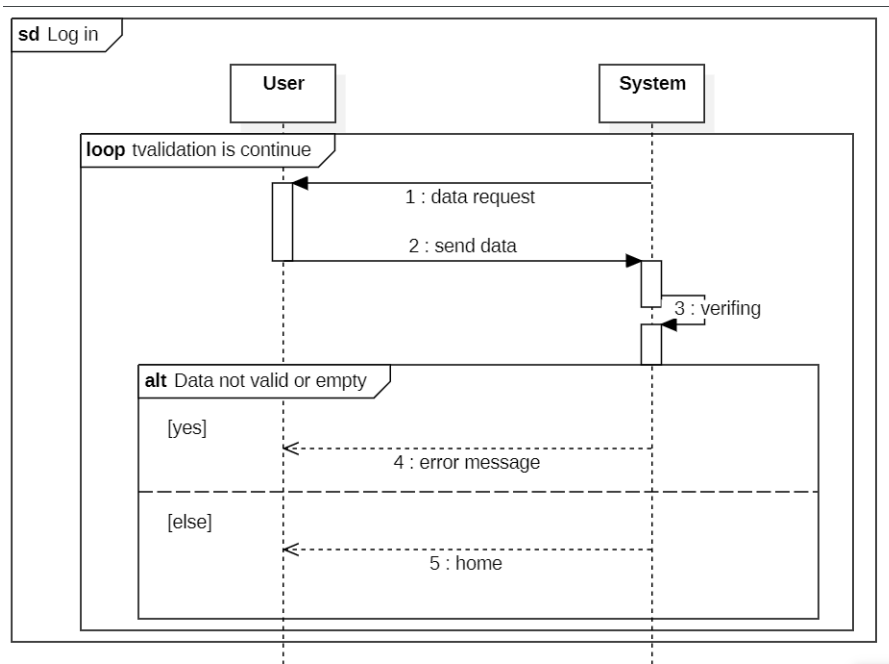 sd Log in
User
System
loop tvalidation is continue
1 : data request
2 : send data
3 : verifing
alt Data not valid or empty
[yes]
4 : error message
[else]
5 : home